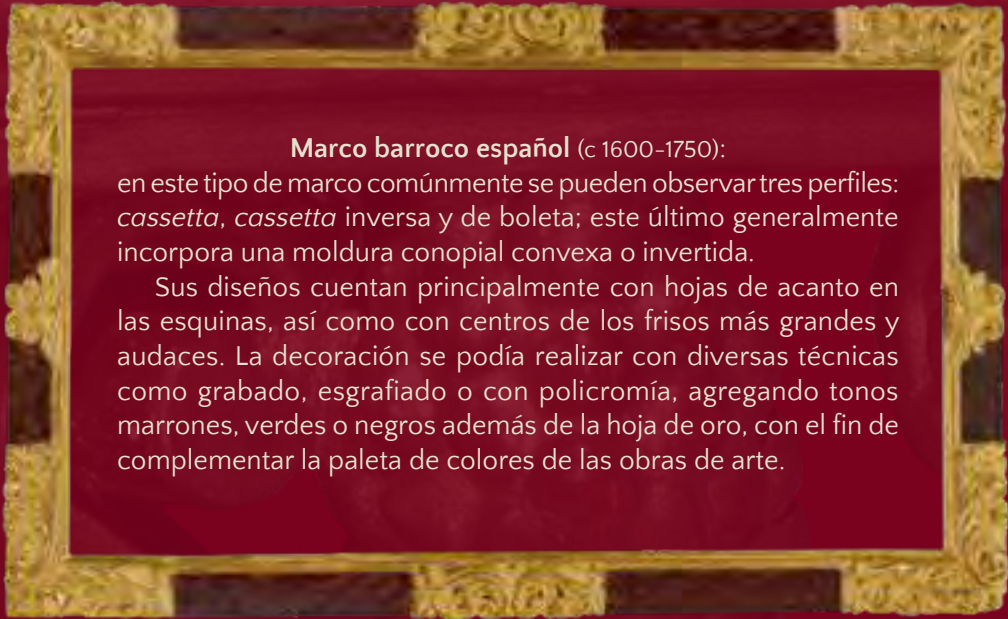 Marco barroco español (c 1600-1750):
en este tipo de marco comúnmente se pueden observar tres perfiles:
cassetta, cassetta inversa y de boleta; este último generalmente
incorpora una moldura conopial convexa o invertida.
Sus diseños cuentan principalmente con hojas de acanto en
las esquinas, así como con centros de los frisos más grandes y
audaces. La decoración se podía realizar con diversas técnicas
como grabado, esgrafiado o con policromía, agregando tonos
marrones, verdes o negros además de la hoja de oro, con el fin de
complementar la paleta de colores de las obras de arte.